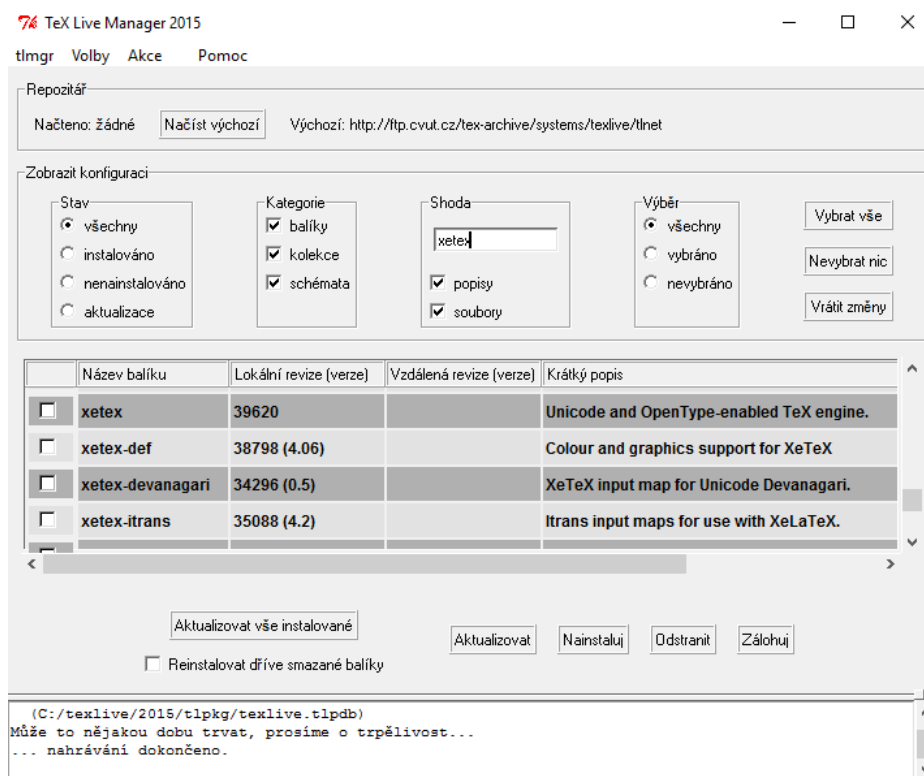 TeX Live Manager 2015
tlmgr Volby Akce Pomoc
Repozitář
Načteno: žádné Načíst výchozí Výchozí: http://ftp.cvut.cz/tex-archive/systems/texlive/tlnet
Zobrazit konfiguraci
Stav Kategorie Shoda Výběr
všechny balíky xetex všechny Vybrat vše
instalováno kolekce vybráno Nevybrat nic
nenainstalováno schémata popisy nevybráno
aktualizace soubory Vrátit změny
Název balíku Lokální revize (verze) Vzdálená revize (verze) Krátký popis
xetex 39620 Unicode and OpenType-enabled TeX engine.
xetex-def 38798 (4.06) Colour and graphics support for XeTeX
xetex-devanagari 34296 (0.5) XeTeX input map for Unicode Devanagari.
xetex-itrans 35088 (4.2) Itrans input maps for use with XeLaTeX.
Aktualizovat vše instalované Aktualizovat Nainstaluj Odstranit Zálohuj
Reinstalovat dříve smazané balíky
(C:/texlive/2015/tlpkg/texlive.tlpdb)
Může to nějakou dobu trvat, prosíme o trpělivost...
... nahrávání dokončeno.